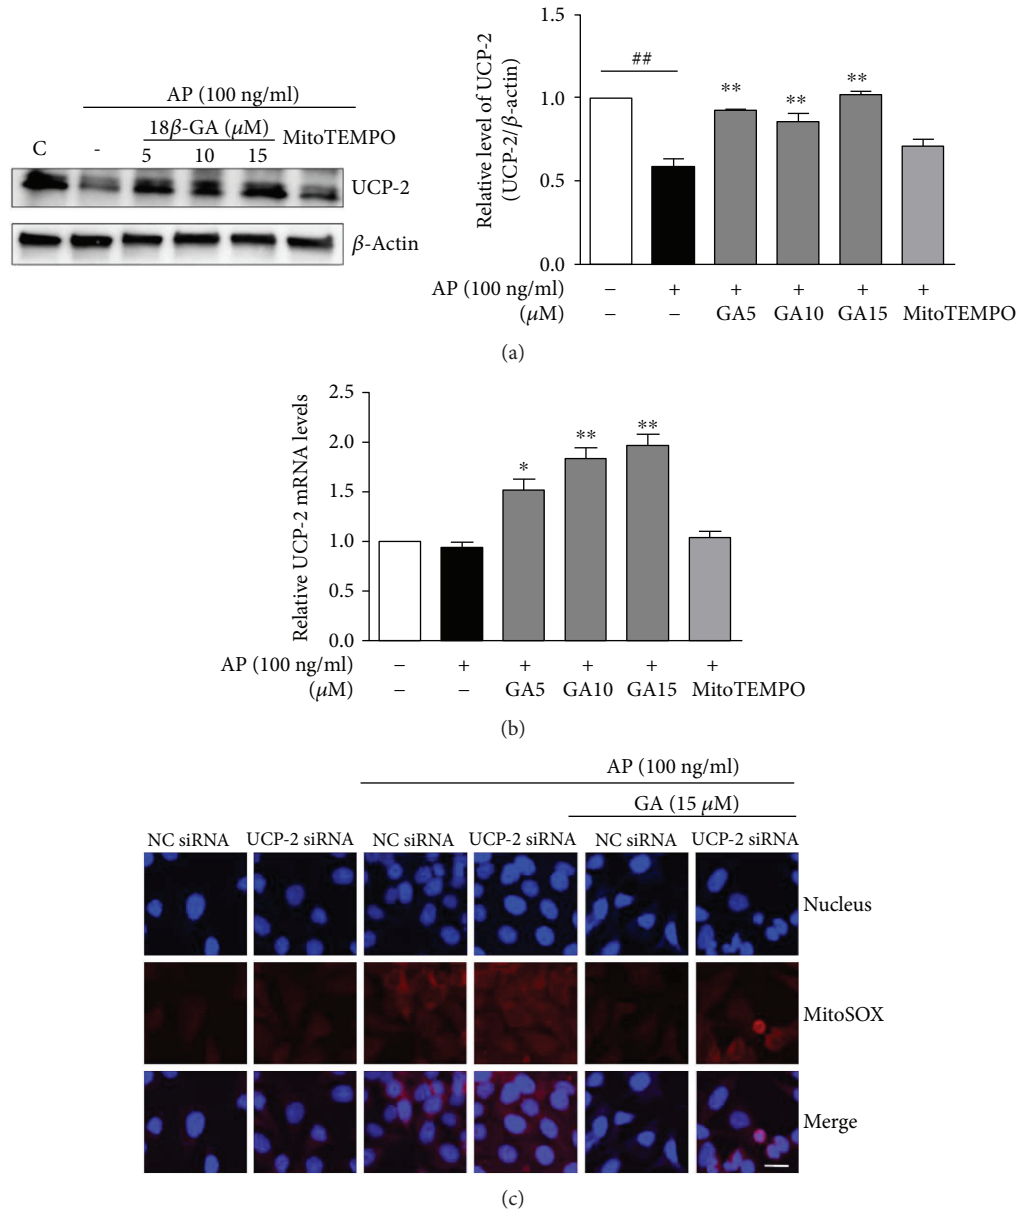 AP (100 ng/ml)
18β-GA (μM)
MitoTEMPO
C
-
5
10
15
UCP-2
β-Actin
Relative level of UCP-2
(UCP-2/β-actin)
1.5
1.0
0.5
0.0
##
**
**
**
AP (100 ng/ml) − + + + + +
(μM) − − GA5 GA10 GA15 MitoTEMPO
(a)
Relative UCP-2 mRNA levels
2.5
2.0
1.5
1.0
0.5
0.0
*
**
**
AP (100 ng/ml) − + + + + +
(μM) − − GA5 GA10 GA15 MitoTEMPO
(b)
AP (100 ng/ml)
GA (15 μM)
NC siRNA UCP-2 siRNA NC siRNA UCP-2 siRNA NC siRNA UCP-2 siRNA
Nucleus
MitoSOX
Merge
(c)